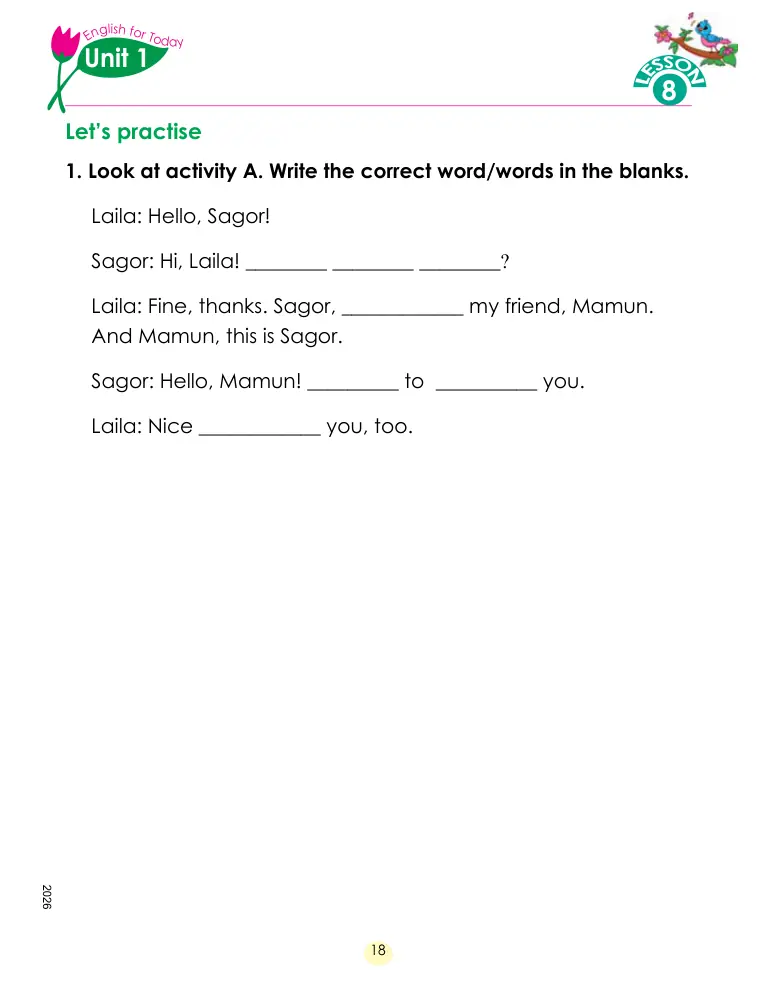 English for Today
Unit 1
LESSON
8
Let's practise
1. Look at activity A. Write the correct word/words in the blanks.
Laila: Hello, Sagor!
Sagor: Hi, Laila! ________ ________ ________?
Laila: Fine, thanks. Sagor, ____________ my friend, Mamun.
And Mamun, this is Sagor.
Sagor: Hello, Mamun! _________ to __________ you.
Laila: Nice ____________ you, too.
2026
18